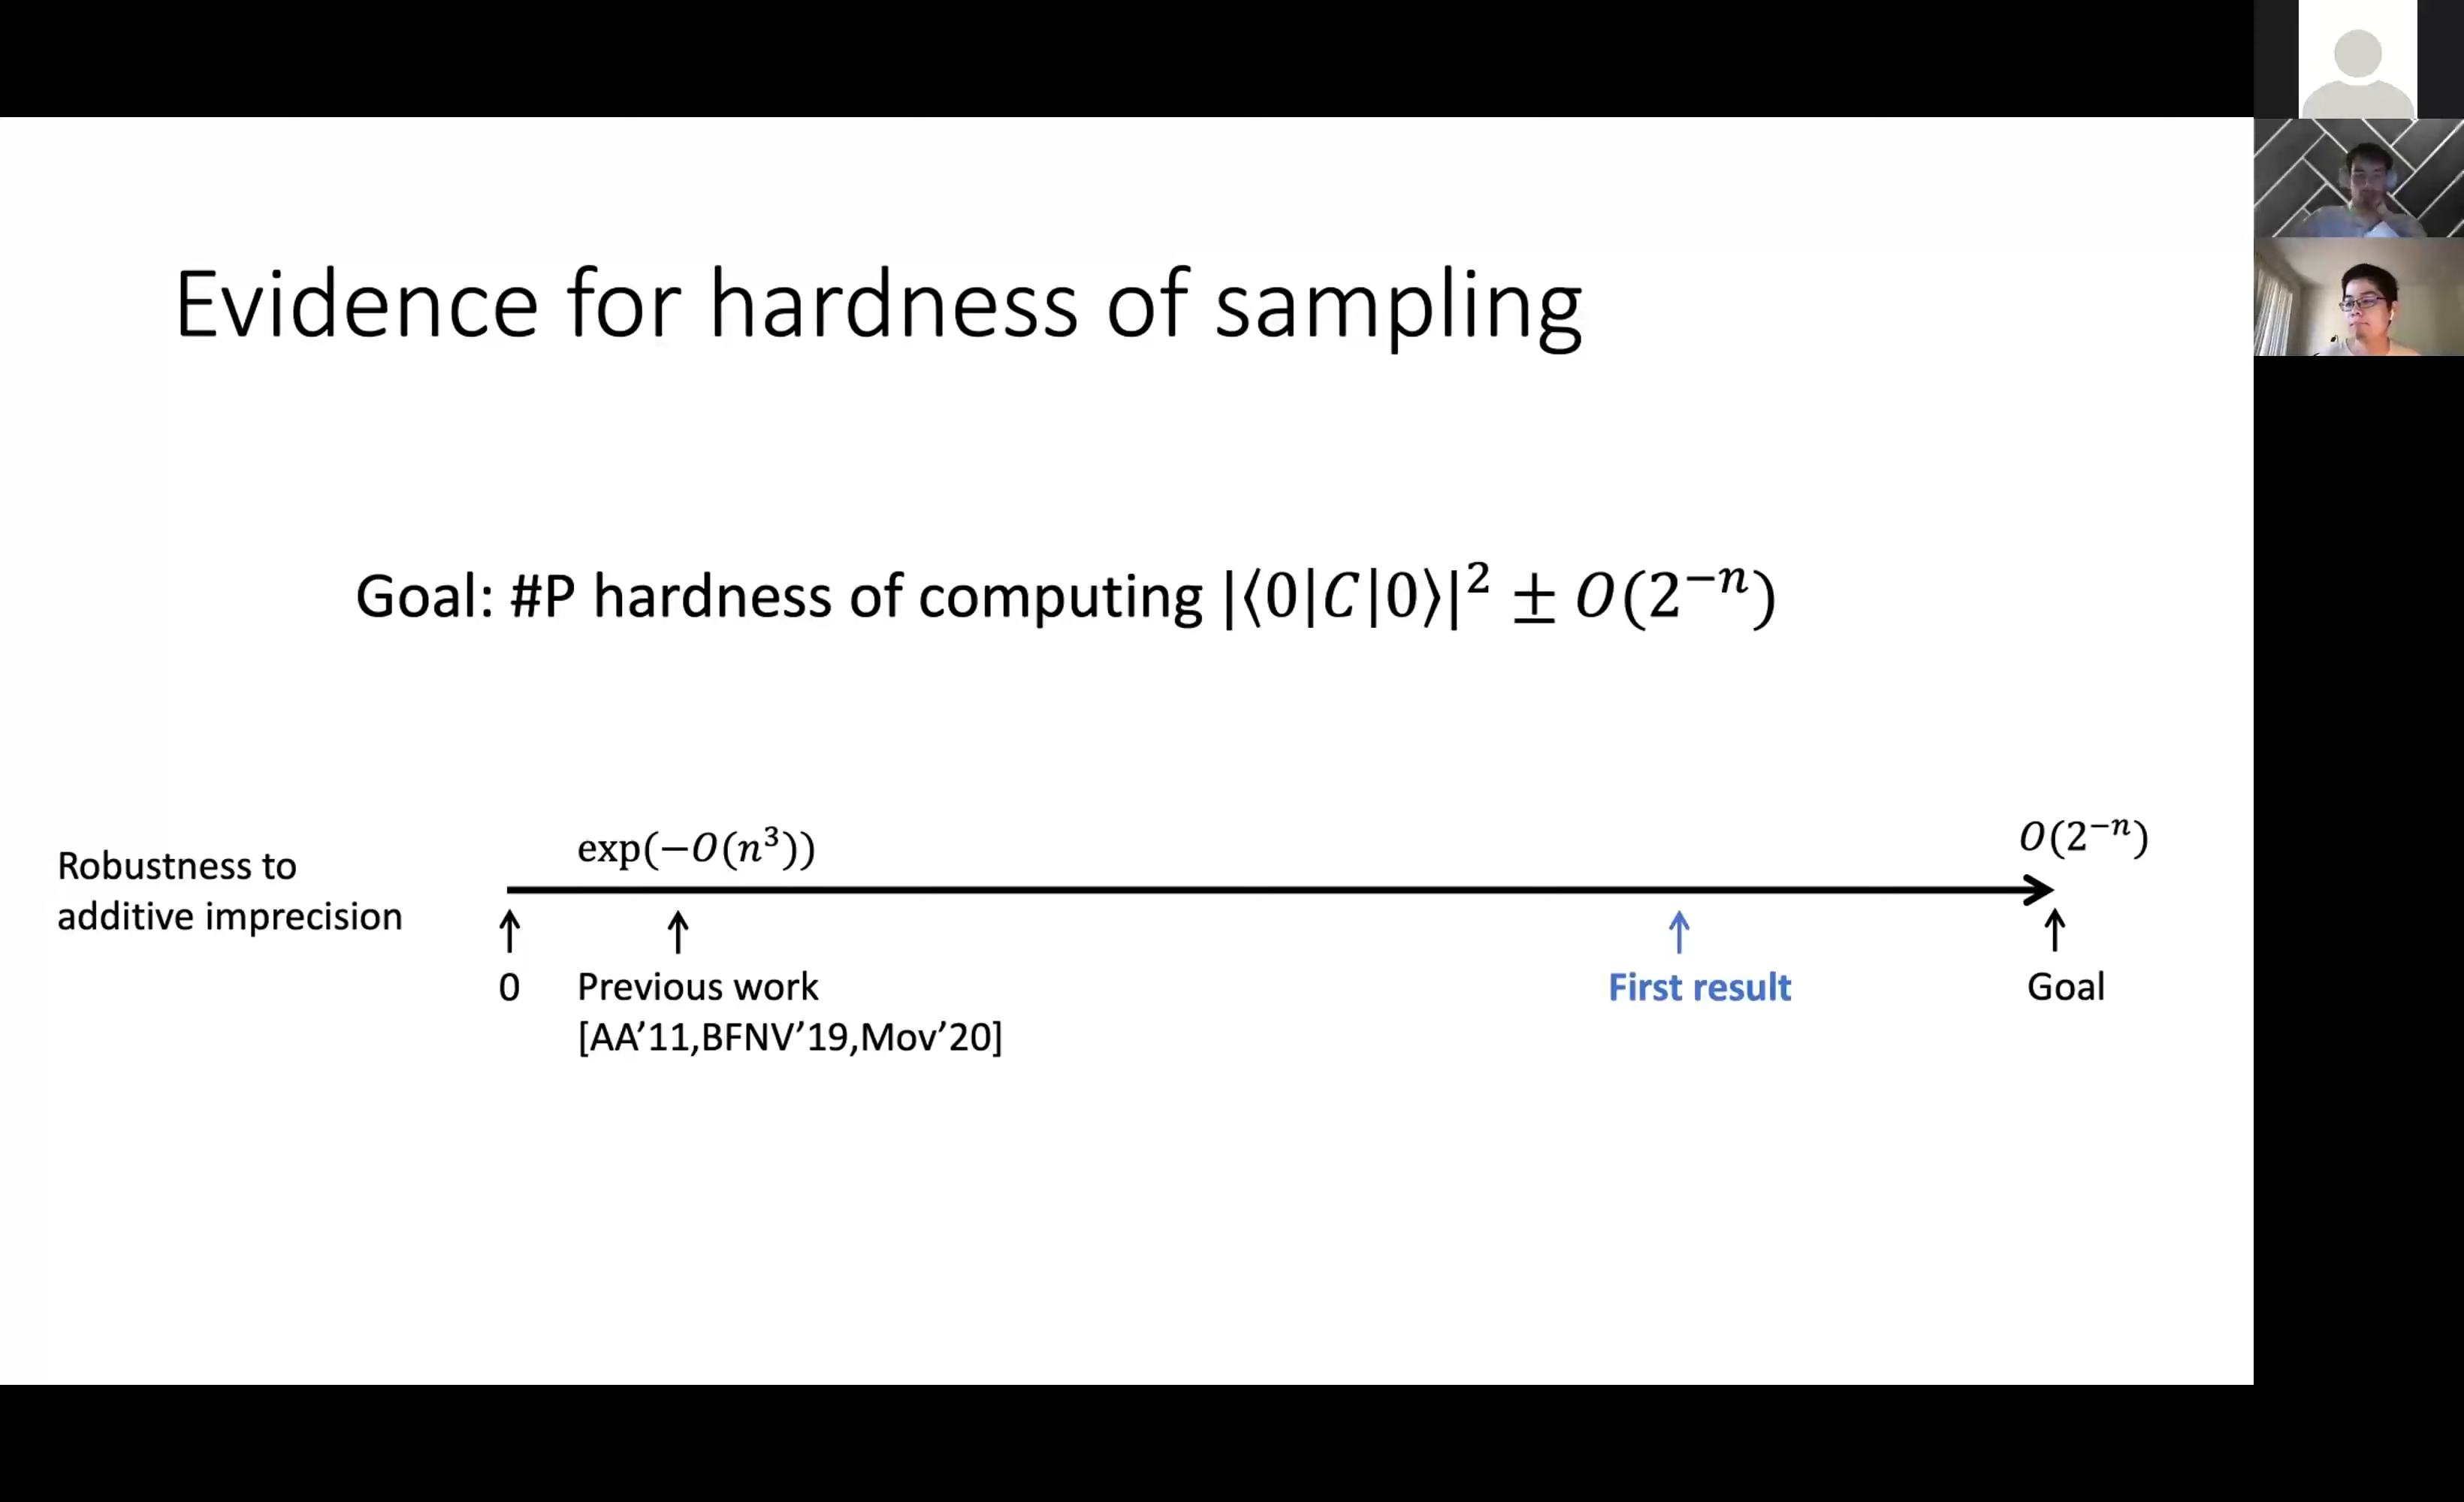 Evidence for hardness of sampling
Goal: #P hardness of computing |⟨0|C|0⟩|² ± O(2⁻ⁿ)
Robustness to
additive imprecision
exp(−O(n³))
O(2⁻ⁿ)
0
Previous work
[AA’11,BFNV’19,Mov’20]
First result
Goal